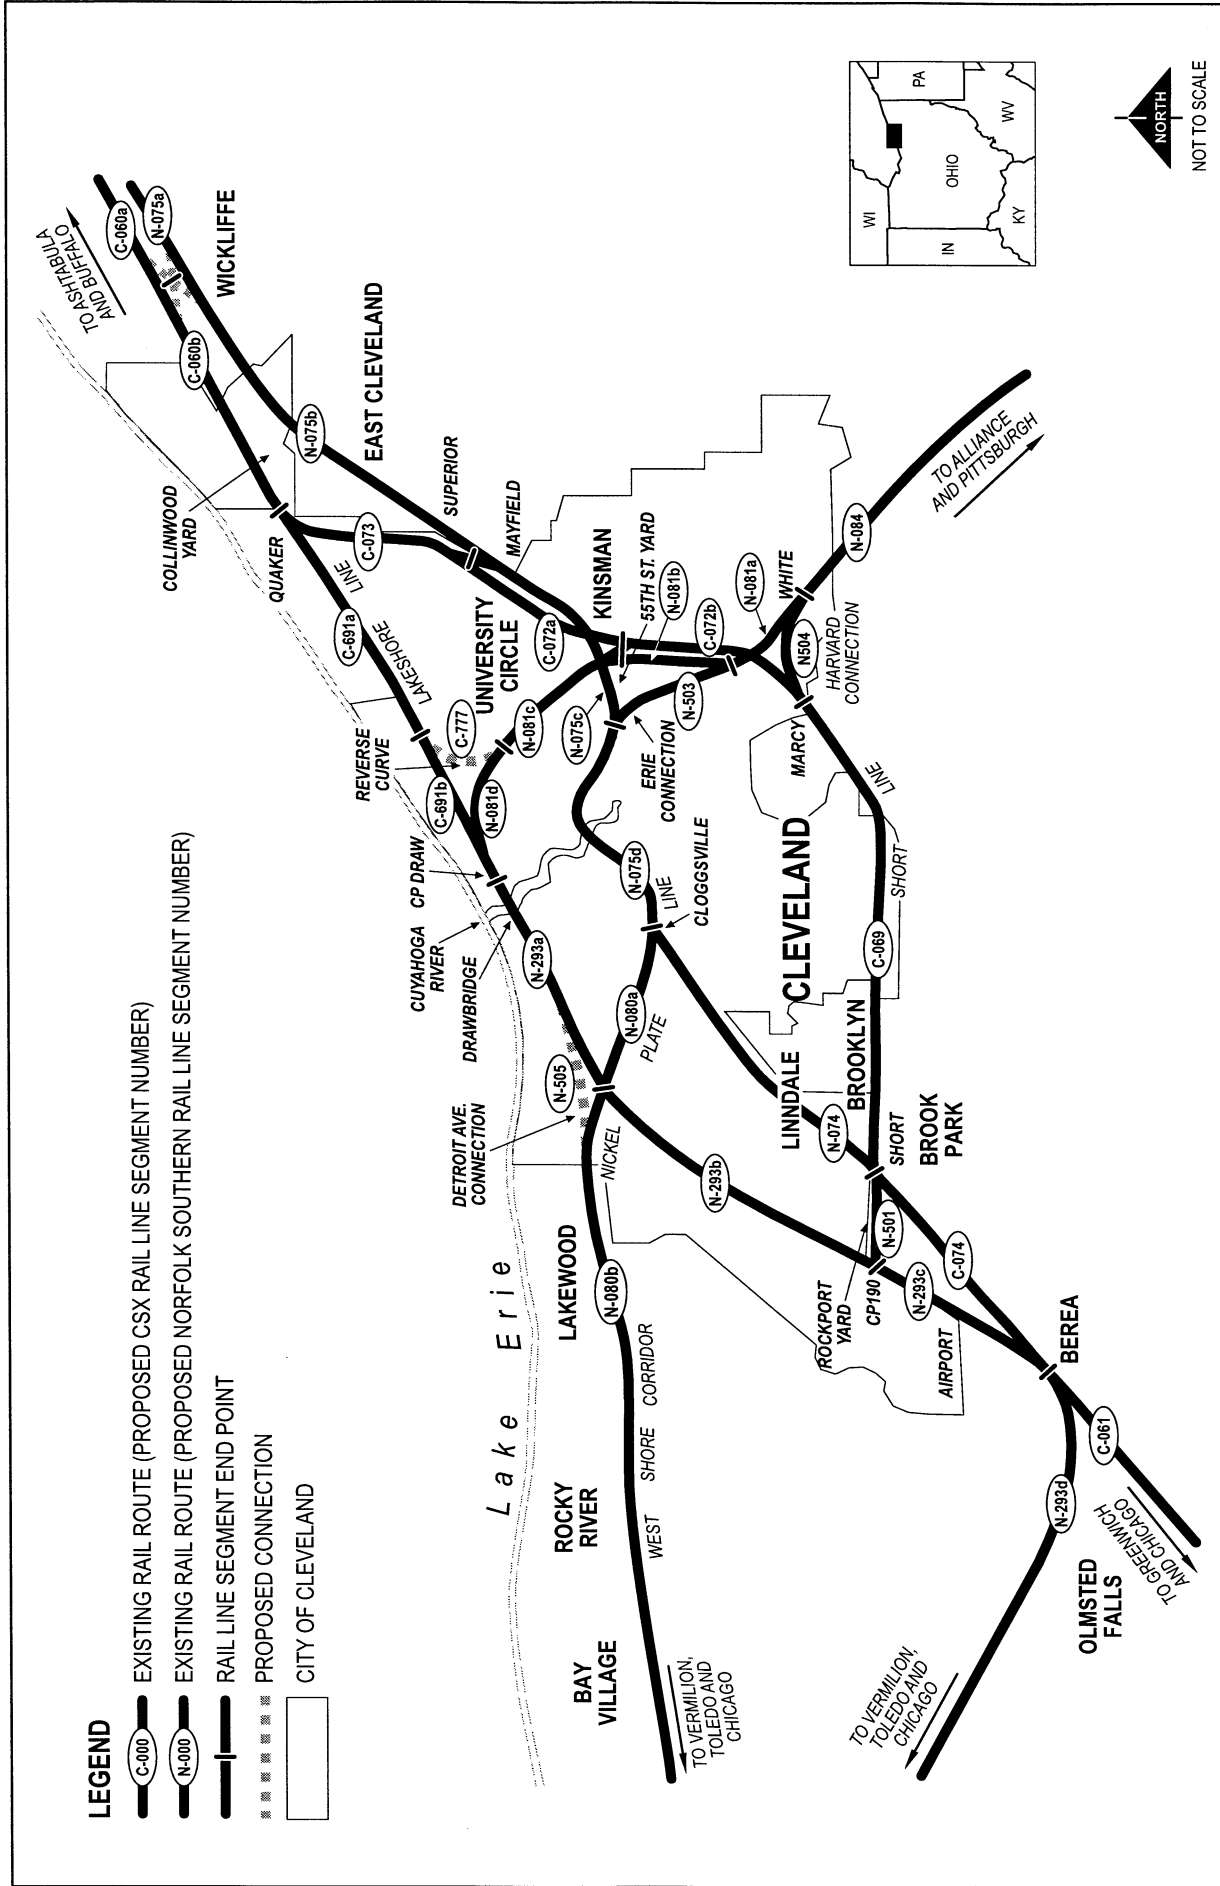 LEGEND
C-000
EXISTING RAIL ROUTE (PROPOSED CSX RAIL LINE SEGMENT NUMBER)
N-000
EXISTING RAIL ROUTE (PROPOSED NORFOLK SOUTHERN RAIL LINE SEGMENT NUMBER)
RAIL LINE SEGMENT END POINT
PROPOSED CONNECTION
CITY OF CLEVELAND
TO ASHTABULA
AND BUFFALO
C-060a
N-075a
WICKLIFFE
C-060b
N-075b
EAST CLEVELAND
COLLINWOOD
YARD
QUAKER
C-073
SUPERIOR
MAYFIELD
LINE
C-691a
LAKESHORE
UNIVERSITY
CIRCLE
C-072a
KINSMAN
55TH ST. YARD
N-081b
C-072b
N-081a
WHITE
N-084
TO ALLIANCE
AND PITTSBURGH
REVERSE
CURVE
C-777
N-081c
N-075c
N-503
ERIE
CONNECTION
N504
HARVARD
CONNECTION
MARCY
C-691b
N-081d
CP DRAW
CUYAHOGA
RIVER
DRAWBRIDGE
N-293a
N-075d
LINE
CLOGGSVILLE
CLEVELAND
LINE
SHORT
C-069
N-080a
PLATE
N-505
DETROIT AVE.
CONNECTION
NICKEL
LINNDALE
BROOKLYN
N-074
SHORT
BROOK
PARK
N-293b
Lake Erie
LAKEWOOD
N-080b
ROCKPORT
YARD
CP190
N-501
N-293c
C-074
AIRPORT
BEREA
WEST SHORE CORRIDOR
ROCKY
RIVER
C-061
N-293d
TO GREENWICH
AND CHICAGO
OLMSTED
FALLS
BAY
VILLAGE
TO VERMILION,
TOLEDO AND
CHICAGO
TO VERMILION,
TOLEDO AND
CHICAGO
WI
PA
OHIO
IN
KY
WV
NORTH
NOT TO SCALE